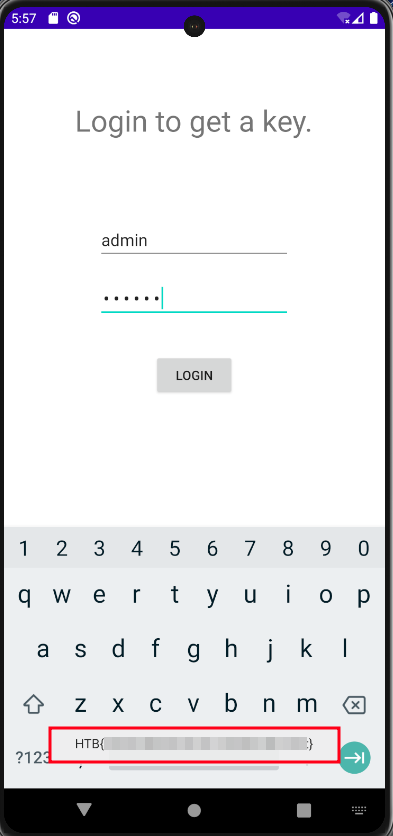 5:57
Login to get a key.
admin
••••••
LOGIN
1 2 3 4 5 6 7 8 9 0
q w e r t y u i o p
a s d f g h j k l
z x c v b n m
HTB{ }
?123